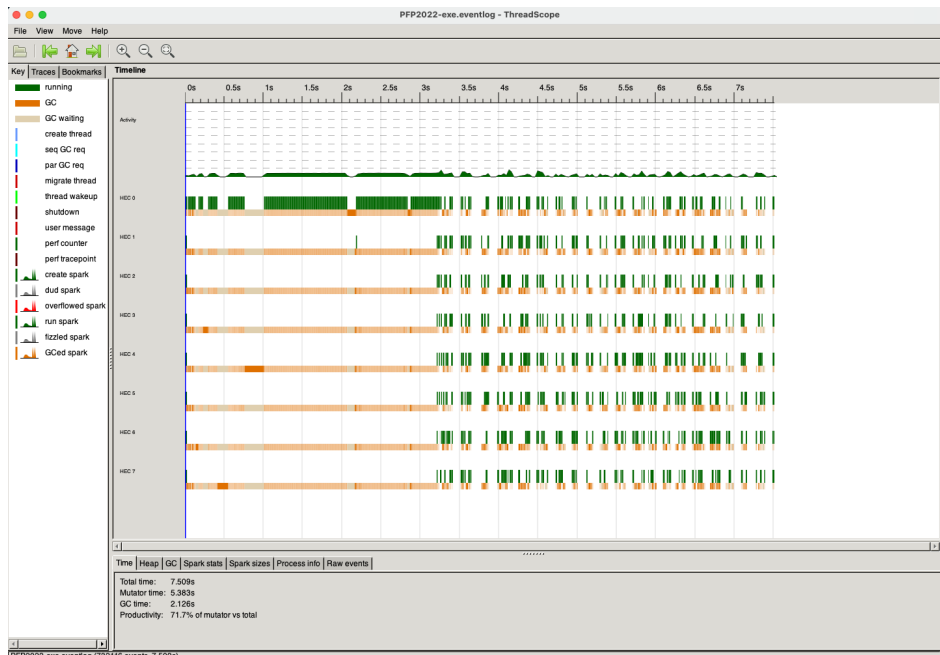 PFP2022-exe.eventlog - ThreadScope
File View Move Help
Key Traces Bookmarks
running
GC
GC waiting
create thread
seq GC req
par GC req
migrate thread
thread wakeup
shutdown
user message
perf counter
perf tracepoint
create spark
dud spark
overflowed spark
run spark
fizzled spark
GCed spark
Timeline
0s 0.5s 1s 1.5s 2s 2.5s 3s 3.5s 4s 4.5s 5s 5.5s 6s 6.5s 7s
Activity
HEC 0
HEC 1
HEC 2
HEC 3
HEC 4
HEC 5
HEC 6
HEC 7
Time Heap GC Spark stats Spark sizes Process info Raw events
Total time: 7.509s
Mutator time: 5.383s
GC time: 2.126s
Productivity: 71.7% of mutator vs total